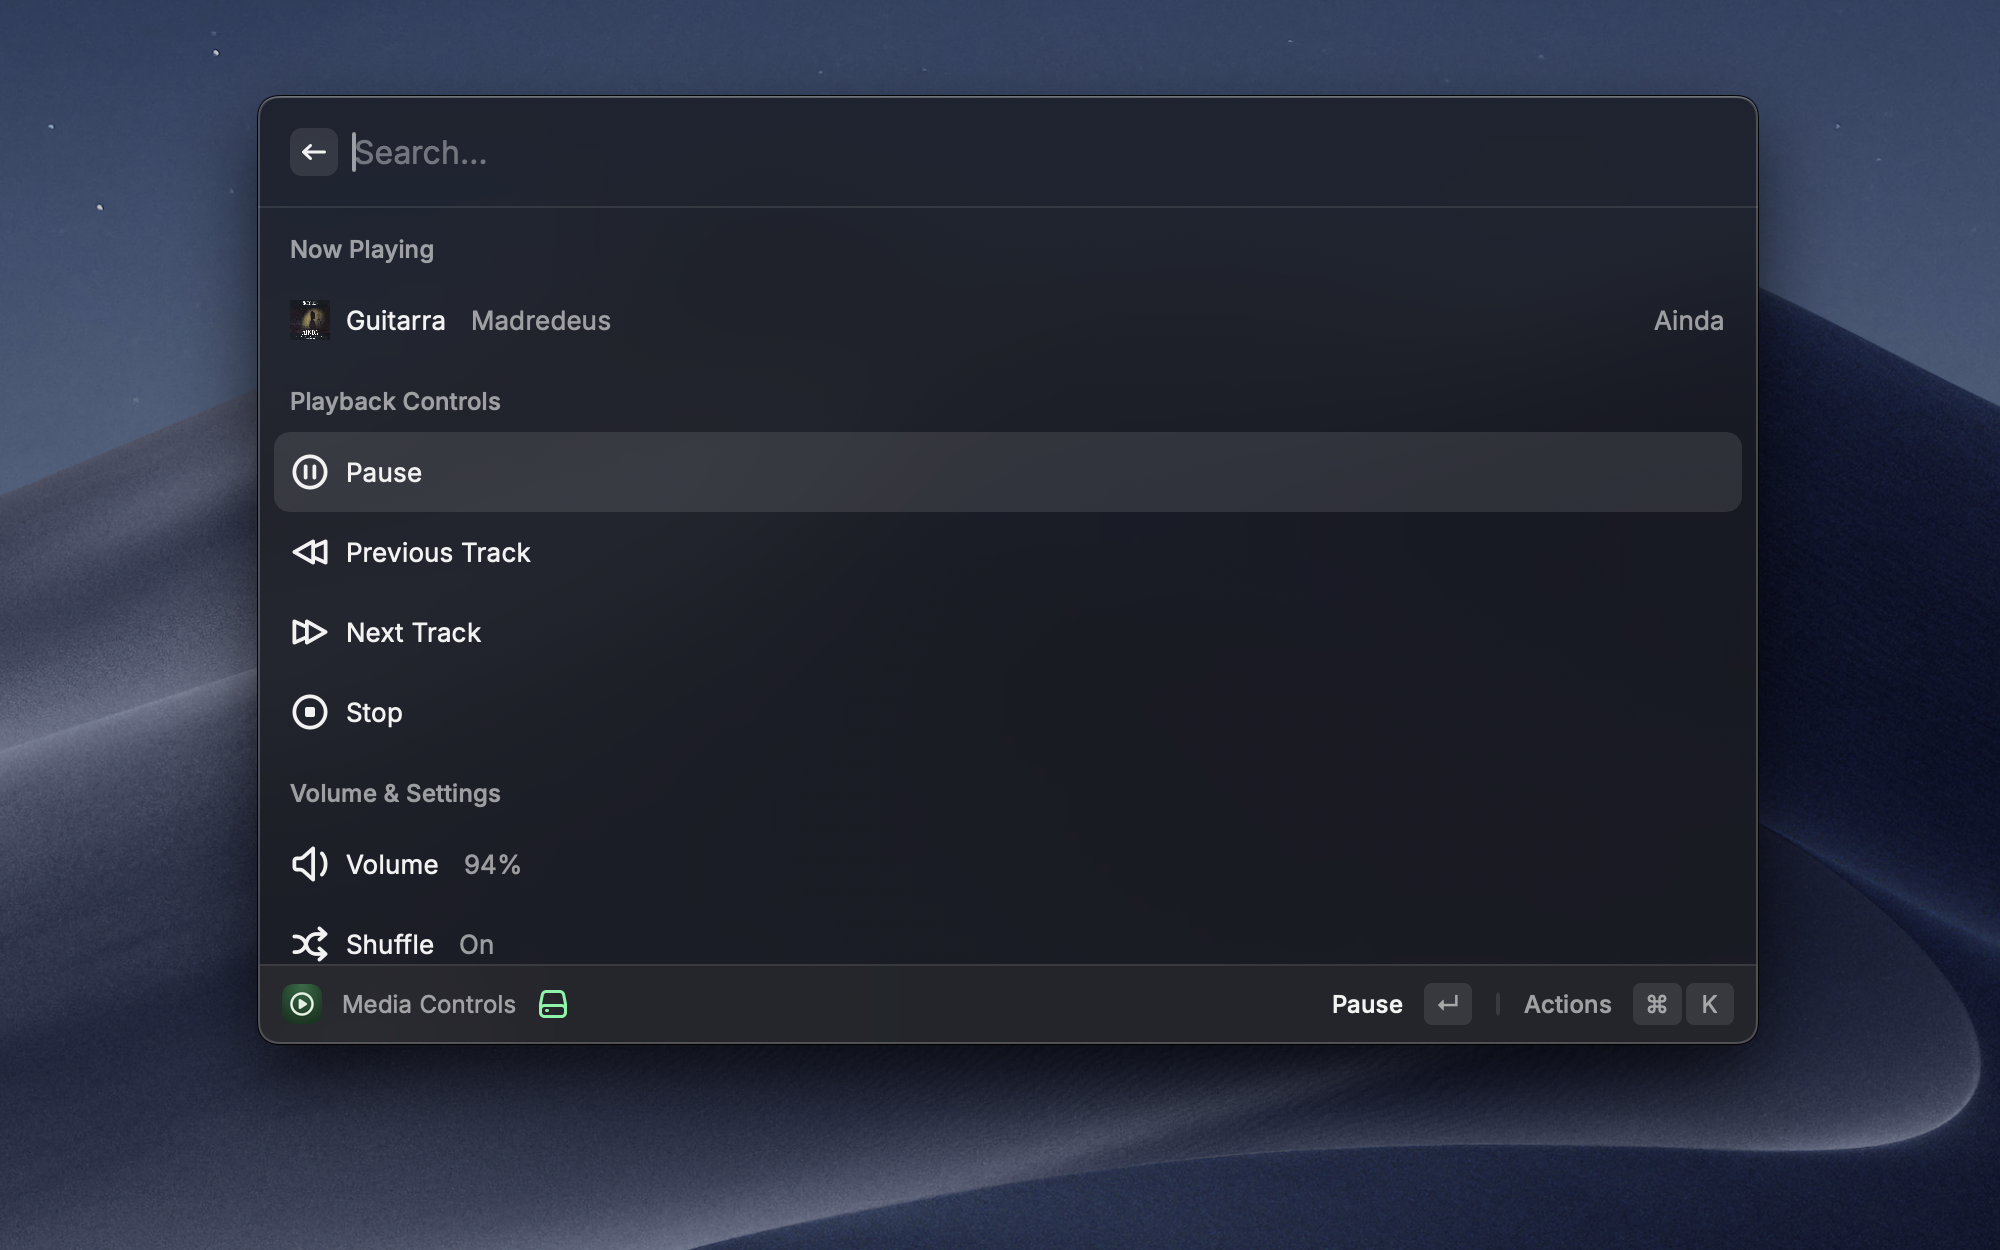 Search...
Now Playing
Guitarra Madredeus Ainda
Playback Controls
Pause
Previous Track
Next Track
Stop
Volume & Settings
Volume 94%
Shuffle On
Media Controls Pause ↵ Actions ⌘ K